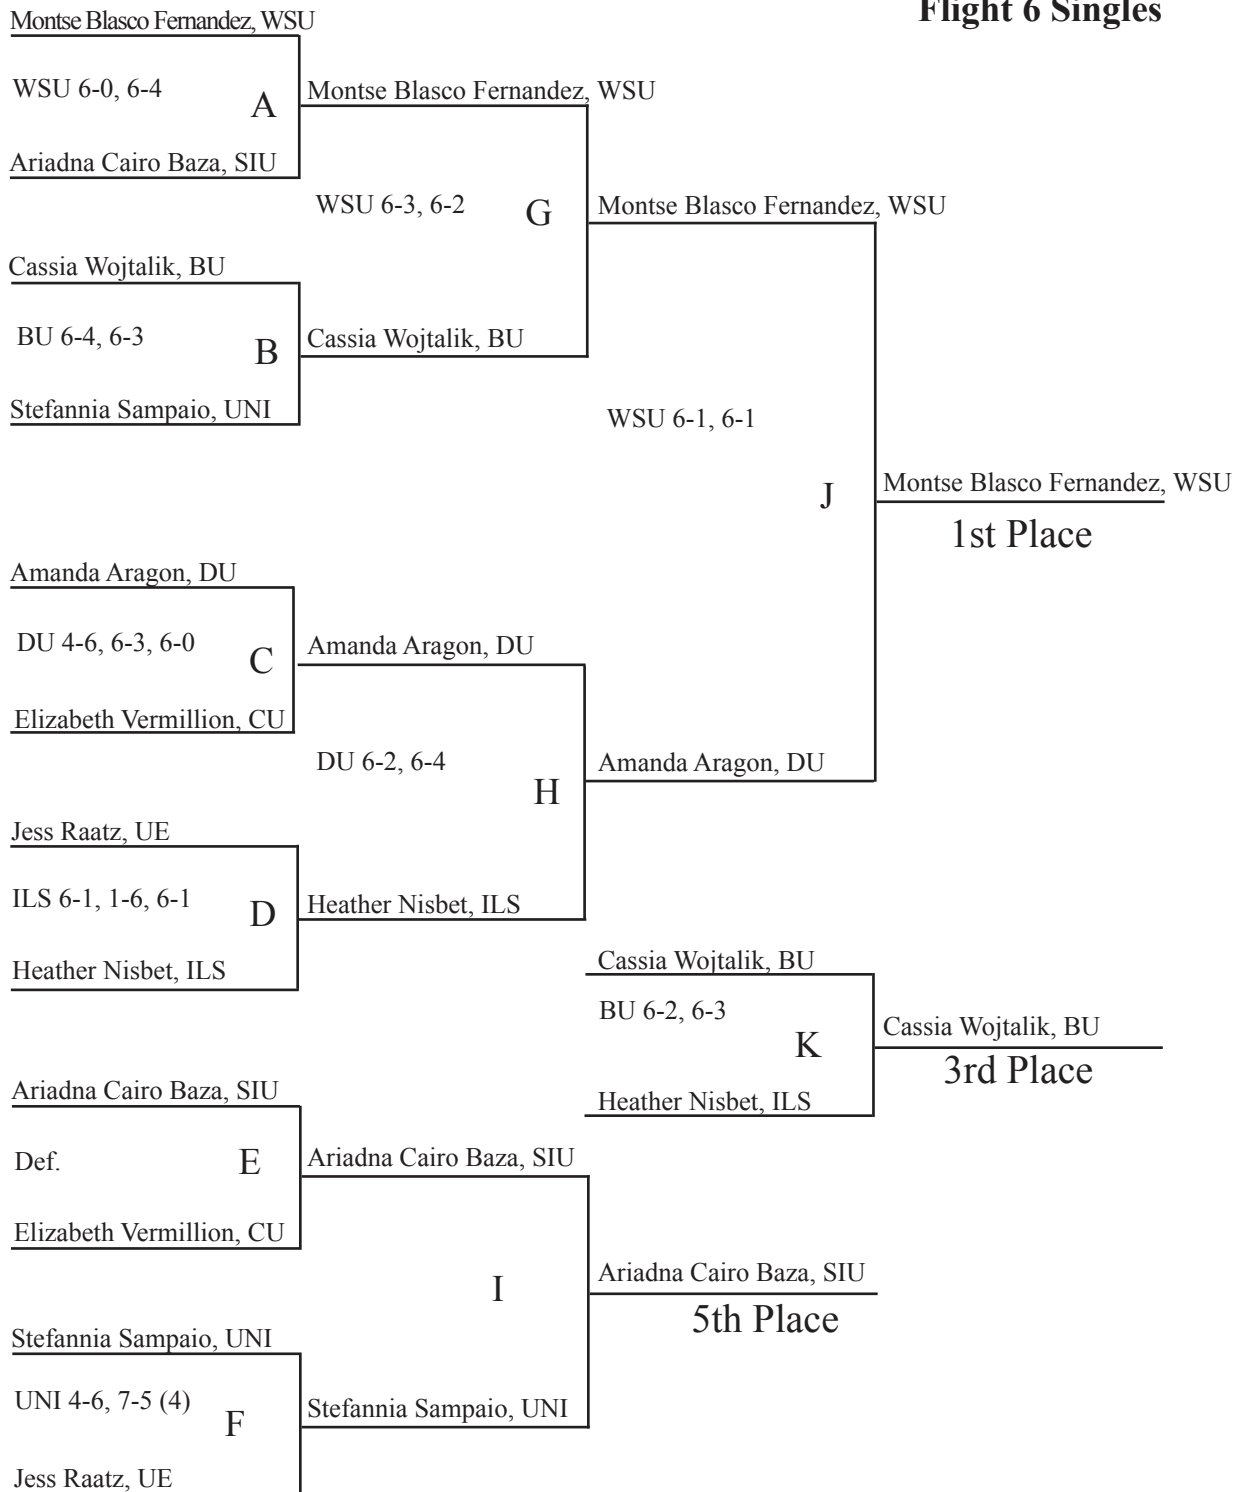 Flight 6 Singles
Montse Blasco Fernandez, WSU
WSU 6-0, 6-4
A
Ariadna Cairo Baza, SIU
Montse Blasco Fernandez, WSU
WSU 6-3, 6-2
G
Cassia Wojtalik, BU
BU 6-4, 6-3
B
Stefannia Sampaio, UNI
Cassia Wojtalik, BU
Montse Blasco Fernandez, WSU
WSU 6-1, 6-1
J
Montse Blasco Fernandez, WSU
1st Place
Amanda Aragon, DU
DU 4-6, 6-3, 6-0
C
Elizabeth Vermillion, CU
Amanda Aragon, DU
DU 6-2, 6-4
H
Amanda Aragon, DU
Jess Raatz, UE
ILS 6-1, 1-6, 6-1
D
Heather Nisbet, ILS
Heather Nisbet, ILS
Cassia Wojtalik, BU
BU 6-2, 6-3
K
Heather Nisbet, ILS
Cassia Wojtalik, BU
3rd Place
Ariadna Cairo Baza, SIU
Def.
E
Elizabeth Vermillion, CU
Ariadna Cairo Baza, SIU
I
Ariadna Cairo Baza, SIU
5th Place
Stefannia Sampaio, UNI
UNI 4-6, 7-5 (4)
F
Jess Raatz, UE
Stefannia Sampaio, UNI